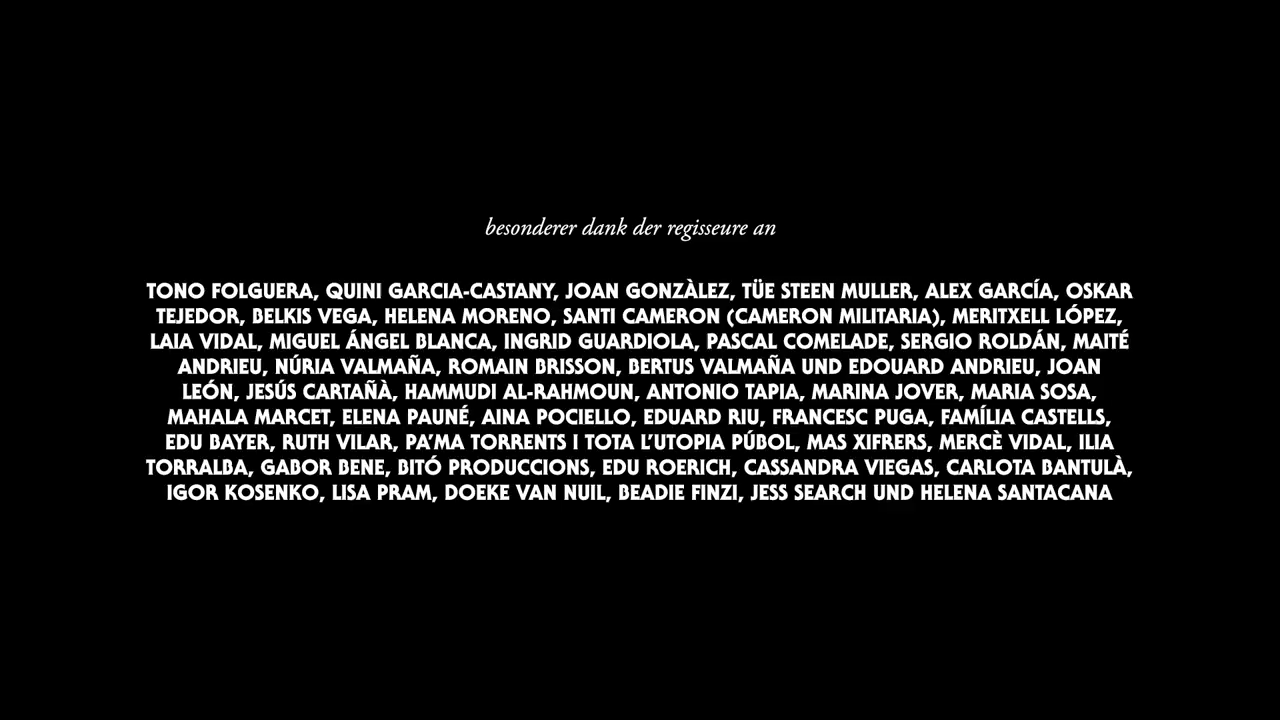 besonderer dank der regisseure an
TONO FOLGUERA, QUINI GARCIA-CASTANY, JOAN GONZÀLEZ, TÜE STEEN MULLER, ALEX GARCÍA, OSKAR
TEJEDOR, BELKIS VEGA, HELENA MORENO, SANTI CAMERON (CAMERON MILITARIA), MERITXELL LÓPEZ,
LAIA VIDAL, MIGUEL ÁNGEL BLANCA, INGRID GUARDIOLA, PASCAL COMELADE, SERGIO ROLDÁN, MAITÉ
ANDRIEU, NÚRIA VALMAÑA, ROMAIN BRISSON, BERTUS VALMAÑA UND EDOUARD ANDRIEU, JOAN
LEÓN, JESÚS CARTAÑÀ, HAMMUDI AL-RAHMOUN, ANTONIO TAPIA, MARINA JOVER, MARIA SOSA,
MAHALA MARCET, ELENA PAUNÉ, AINA POCIELLO, EDUARD RIU, FRANCESC PUGA, FAMÍLIA CASTELLS,
EDU BAYER, RUTH VILAR, PA'MA TORRENTS I TOTA L'UTOPIA PÚBOL, MAS XIFRERS, MERCÈ VIDAL, ILIA
TORRALBA, GABOR BENE, BITÓ PRODUCCIONS, EDU ROERICH, CASSANDRA VIEGAS, CARLOTA BANTULÀ,
IGOR KOSENKO, LISA PRAM, DOEKE VAN NUIL, BEADIE FINZI, JESS SEARCH UND HELENA SANTACANA